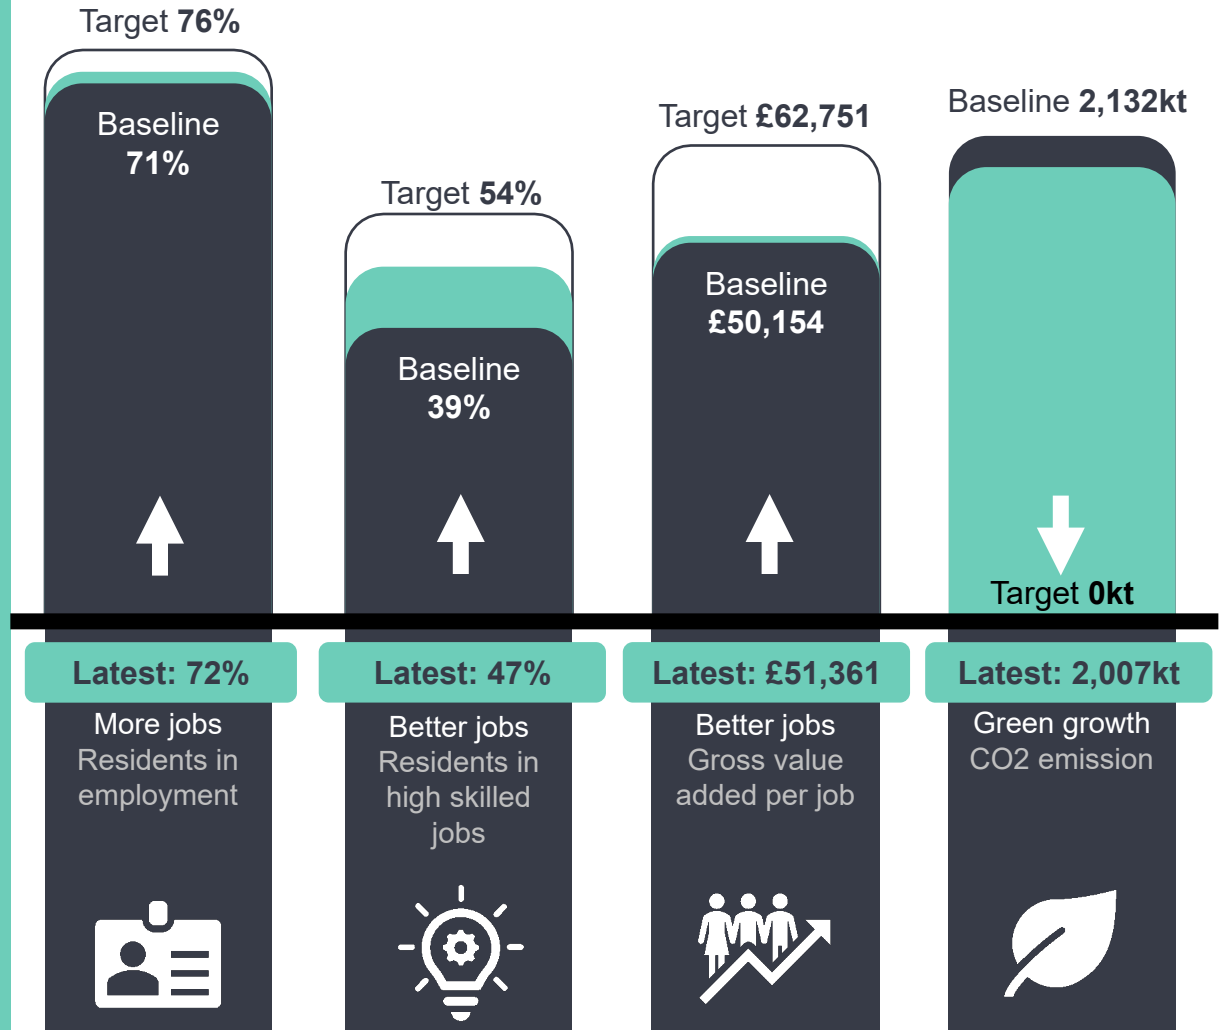 Target 76%
Baseline
71%
Target 54%
Baseline
39%
Target £62,751
Baseline
£50,154
Baseline 2,132kt
Target 0kt
Latest: 72%
More jobs
Residents in
employment
Latest: 47%
Better jobs
Residents in
high skilled
jobs
Latest: £51,361
Better jobs
Gross value
added per job
Latest: 2,007kt
Green growth
CO2 emission